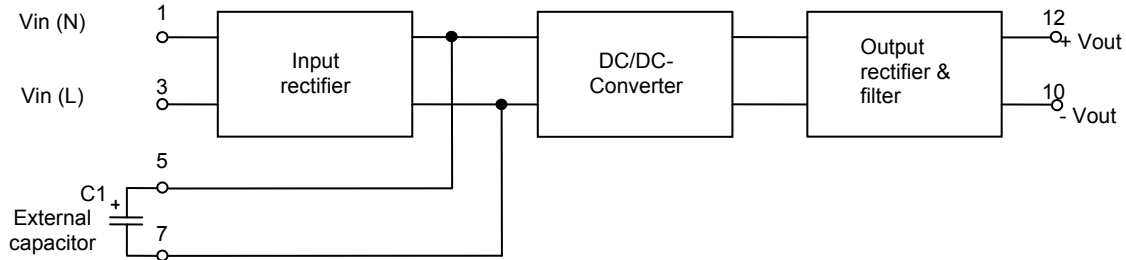 Vin (N)
1
Input
rectifier
DC/DC-
Converter
Output
rectifier &
filter
12
+ Vout
Vin (L)
3
10
- Vout
5
C1
+
External
capacitor
7